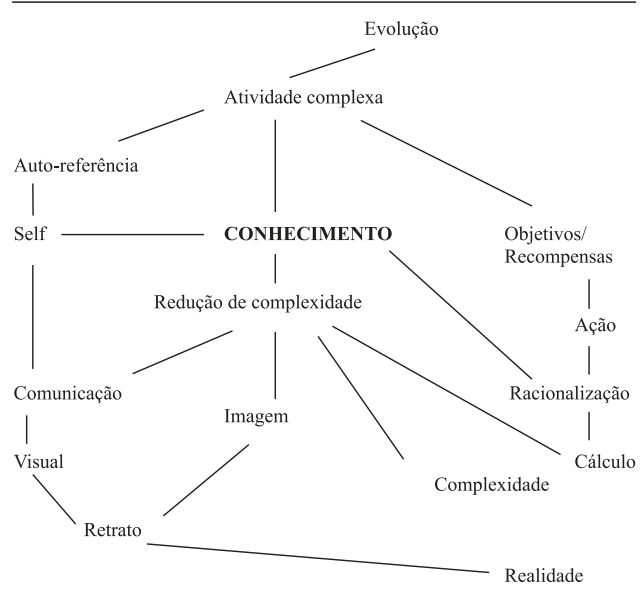 Evolução
Atividade complexa
Auto-referência
Self
CONHECIMENTO
Objetivos/
Recompensas
Redução de complexidade
Ação
Comunicação
Imagem
Racionalização
Visual
Complexidade
Cálculo
Retrato
Realidade